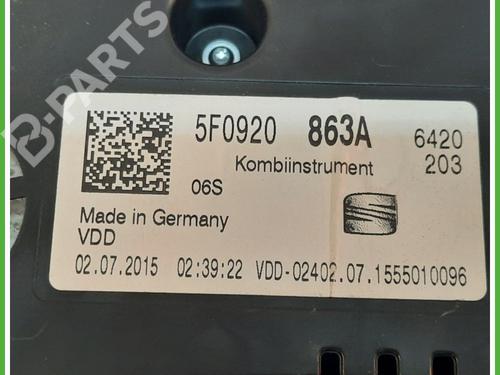 B-PARTS
5F0920 863A 6420
Kombiinstrument 203
06S
Made in Germany
VDD
02.07.2015 02:39:22 VDD-02402.07.1555010096